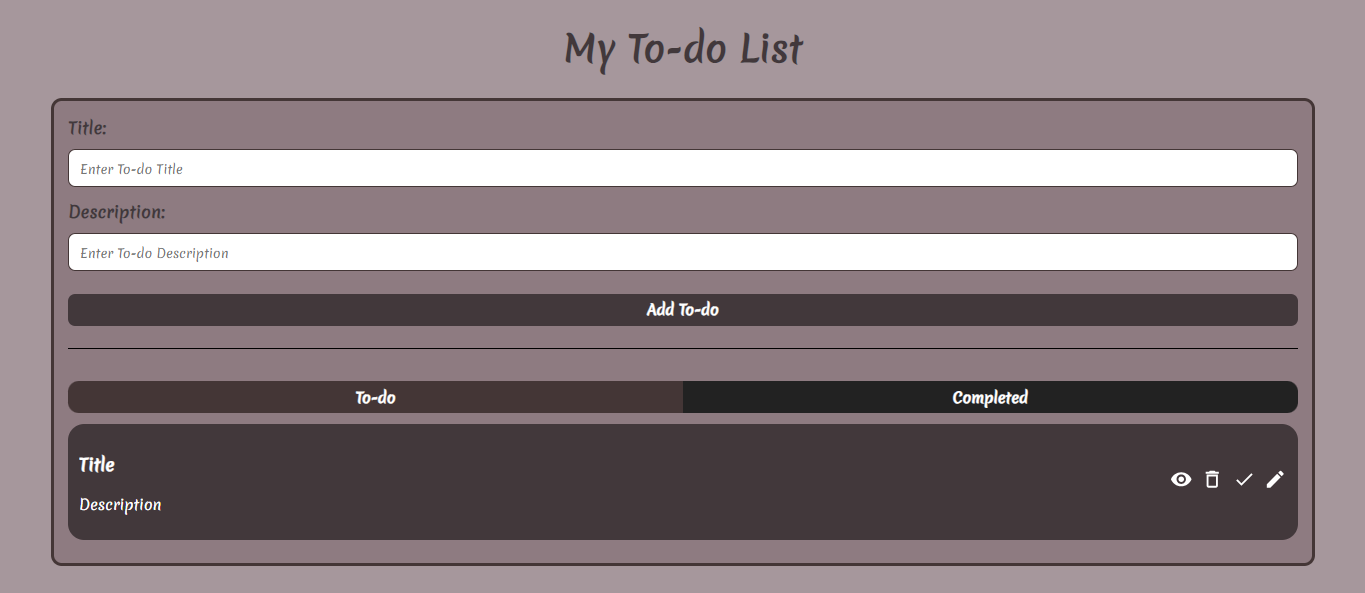 My To-do List
Title:
Enter To-do Title
Description:
Enter To-do Description
Add To-do
To-do
Completed
Title
Description